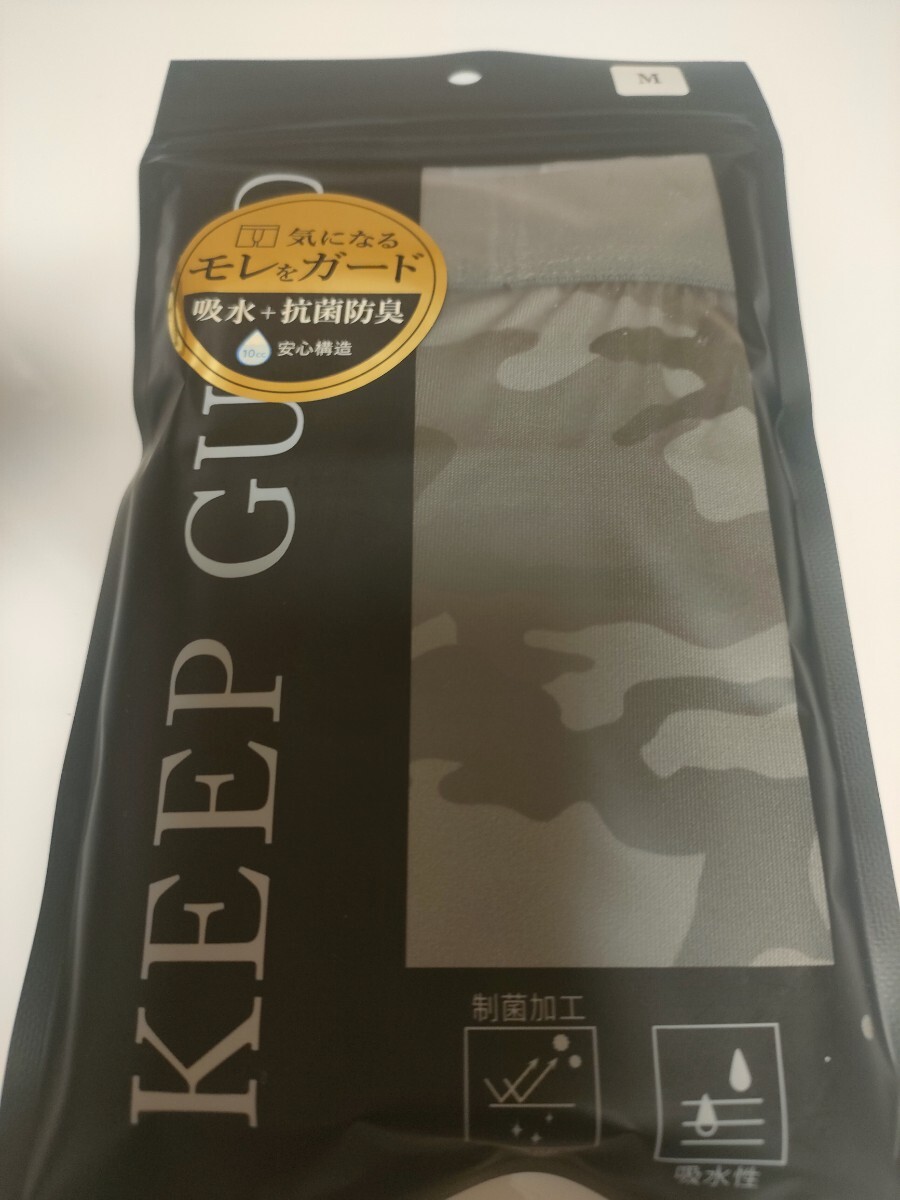 M
気になる
モレをガード
吸水+抗菌防臭
10cc 安心構造
KEEP GU
制菌加工
吸水性